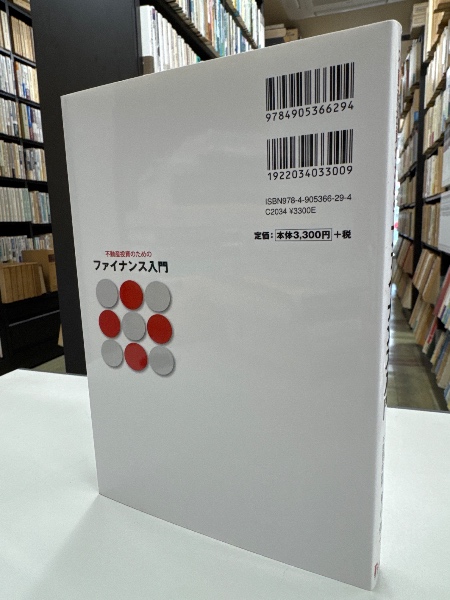 9784905366294
1922034033009
ISBN978-4-905366-29-4
C2034 ¥3300E
定価：本体3,300円＋税
不動産投資のための
ファイナンス入門